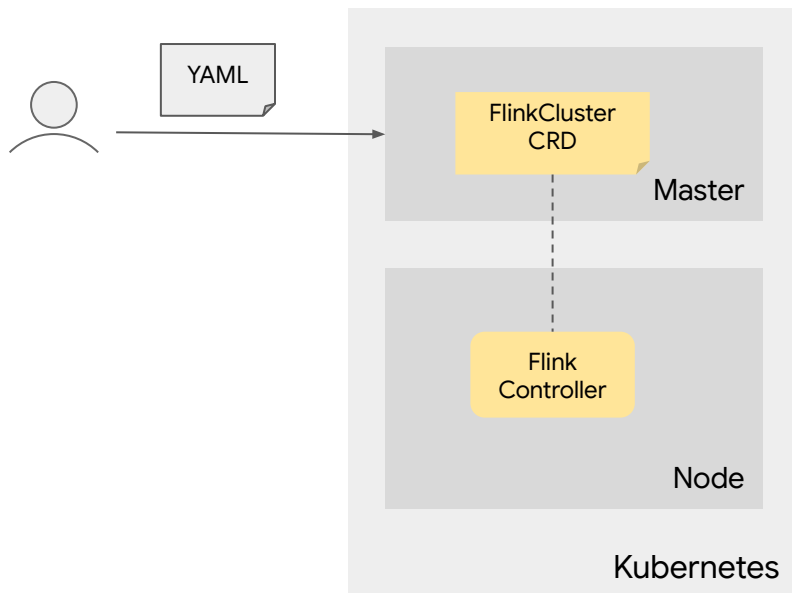 YAML
FlinkCluster
CRD
Master
Flink
Controller
Node
Kubernetes